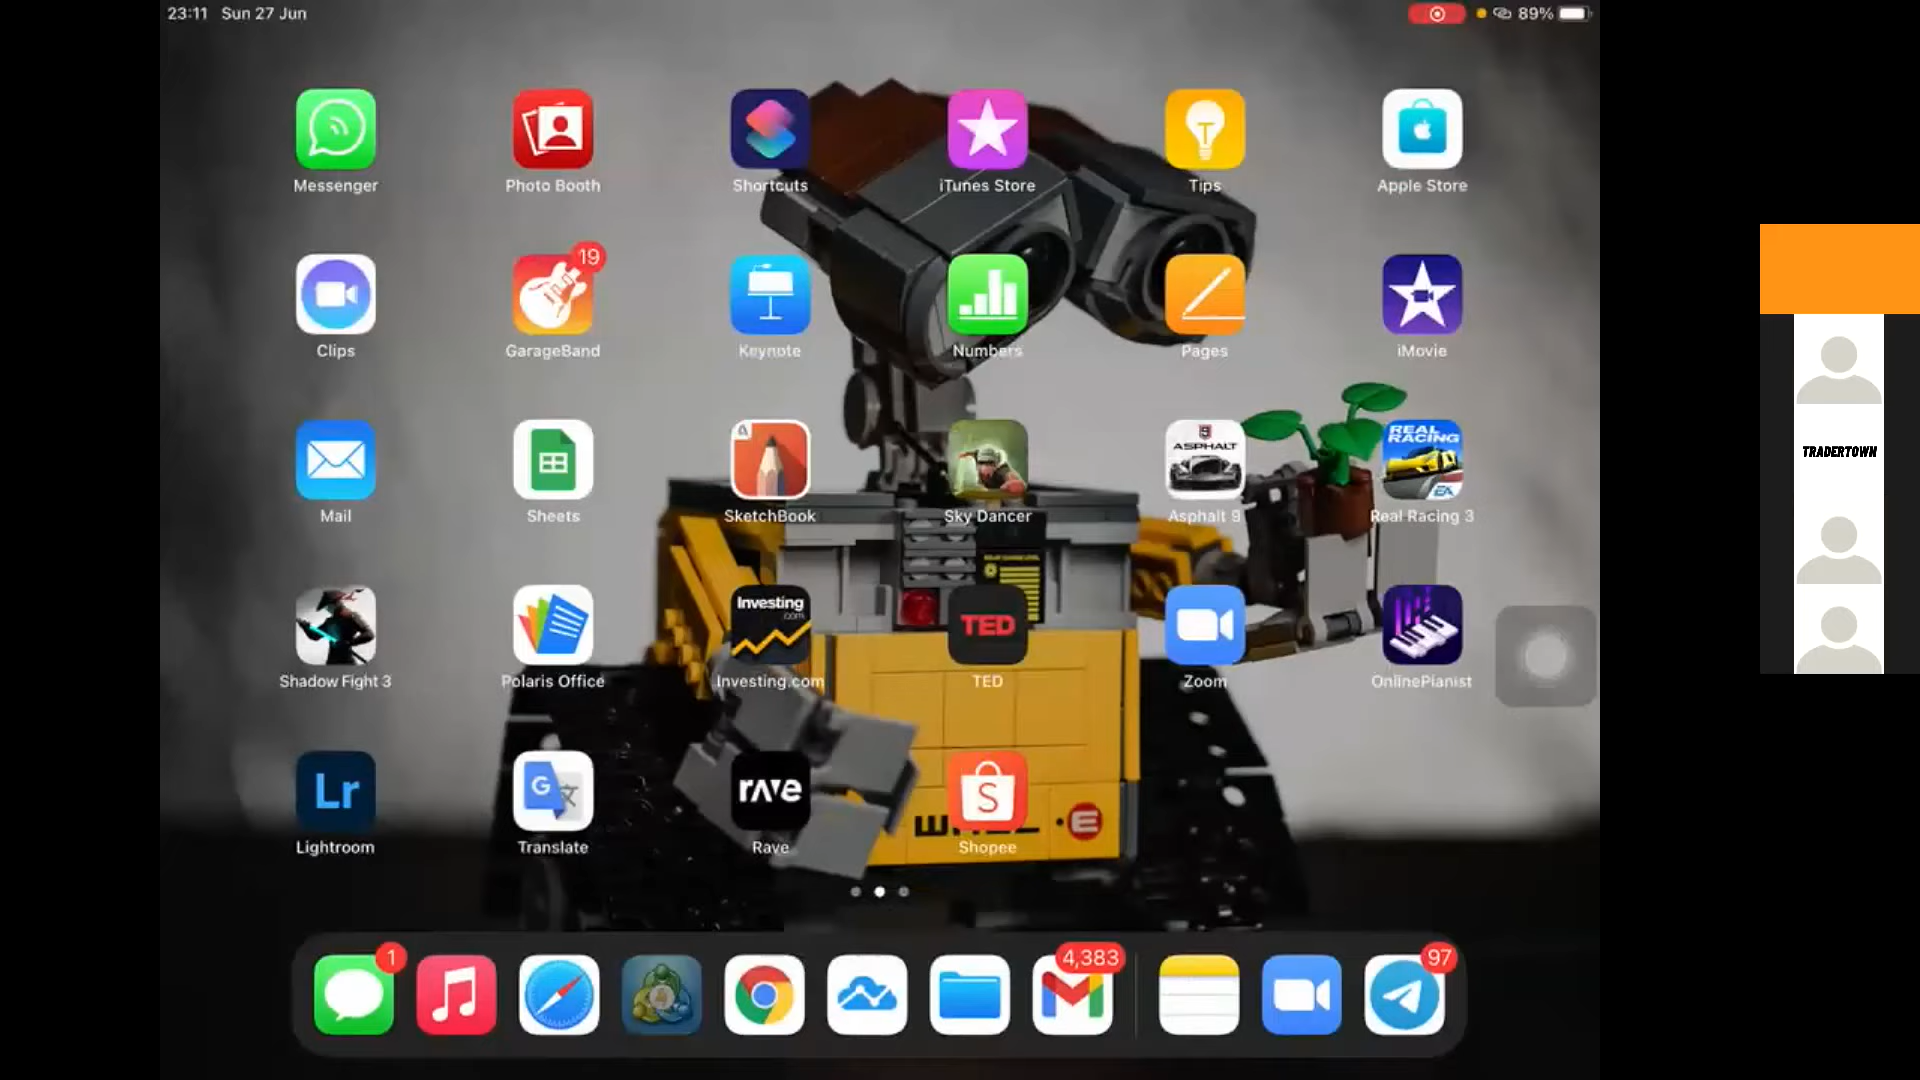 23:11 Sun 27 Jun 89%
Messenger Photo Booth Shortcuts iTunes Store Tips Apple Store
19
Clips GarageBand Keynote Numbers Pages iMovie
ASPHALT
9
REAL
RACING
EA
TRADERTOWN
Mail Sheets SketchBook Sky Dancer Asphalt 9 Real Racing 3
Investing
.com
TED
Shadow Fight 3 Polaris Office Investing.com TED Zoom OnlinePianist
Lr
G
rave
S
E
Lightroom Translate Rave Shopee
1
4,383
97